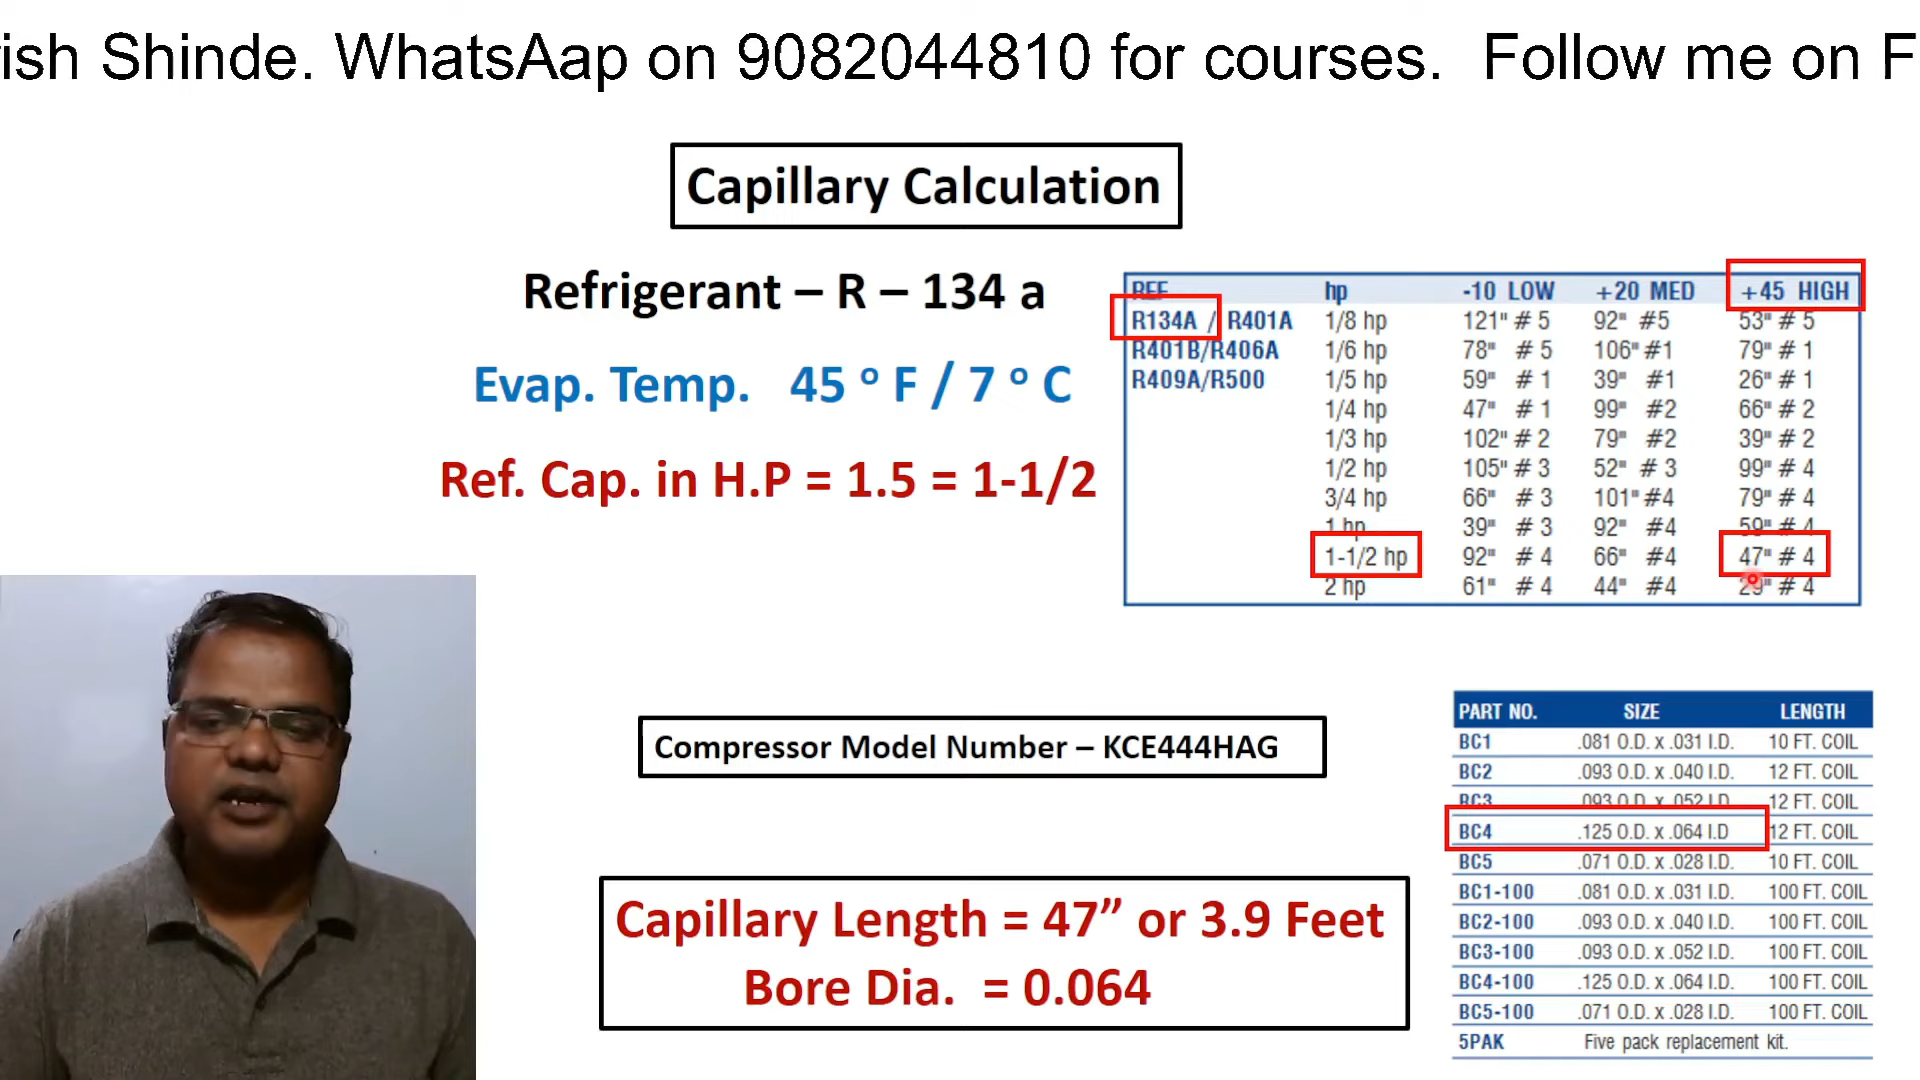 ish Shinde. WhatsAap on 9082044810 for courses. Follow me on F
Capillary Calculation
Refrigerant – R – 134 a
Evap. Temp. 45 º F / 7 º C
Ref. Cap. in H.P = 1.5 = 1-1/2
REF hp -10 LOW +20 MED +45 HIGH
R134A / R401A 1/8 hp 121" # 5 92" #5 53" # 5
R401B/R406A 1/6 hp 78" # 5 106" #1 79" # 1
R409A/R500 1/5 hp 59" # 1 39" #1 26" # 1
1/4 hp 47" # 1 99" #2 66" # 2
1/3 hp 102" # 2 79" #2 39" # 2
1/2 hp 105" # 3 52" # 3 99" # 4
3/4 hp 66" # 3 101" #4 79" # 4
1 hp 39" # 3 92" #4 59" # 4
1-1/2 hp 92" # 4 66" #4 47" # 4
2 hp 61" # 4 44" #4 29" # 4
Compressor Model Number – KCE444HAG
Capillary Length = 47” or 3.9 Feet
Bore Dia. = 0.064
PART NO. SIZE LENGTH
BC1 .081 O.D. x .031 I.D. 10 FT. COIL
BC2 .093 O.D. x .040 I.D. 12 FT. COIL
BC3 .093 O.D. x .052 I.D. 12 FT. COIL
BC4 .125 O.D. x .064 I.D 12 FT. COIL
BC5 .071 O.D. x .028 I.D. 10 FT. COIL
BC1-100 .081 O.D. x .031 I.D. 100 FT. COIL
BC2-100 .093 O.D. x .040 I.D. 100 FT. COIL
BC3-100 .093 O.D. x .052 I.D. 100 FT. COIL
BC4-100 .125 O.D. x .064 I.D. 100 FT. COIL
BC5-100 .071 O.D. x .028 I.D. 100 FT. COIL
5PAK Five pack replacement kit.